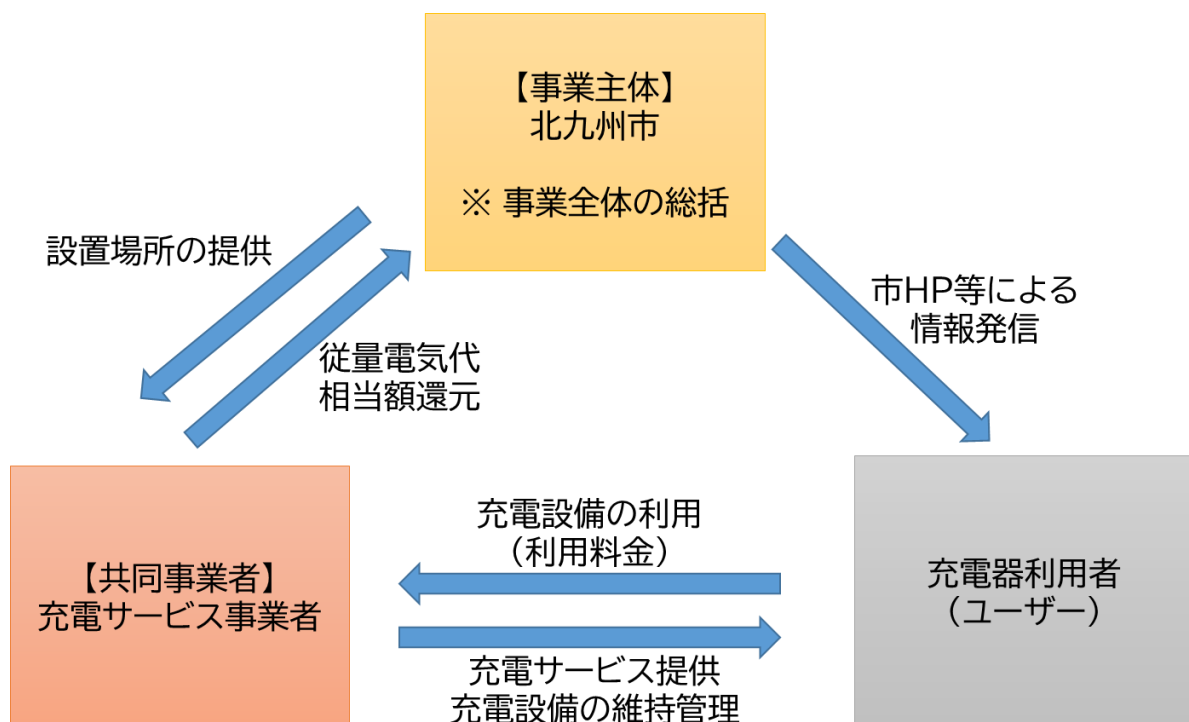 【事業主体】
北九州市
※ 事業全体の総括
設置場所の提供
従量電気代
相当額還元
市HP等による
情報発信
【共同事業者】
充電サービス事業者
充電設備の利用
（利用料金）
充電サービス提供
充電設備の維持管理
充電器利用者
（ユーザー）